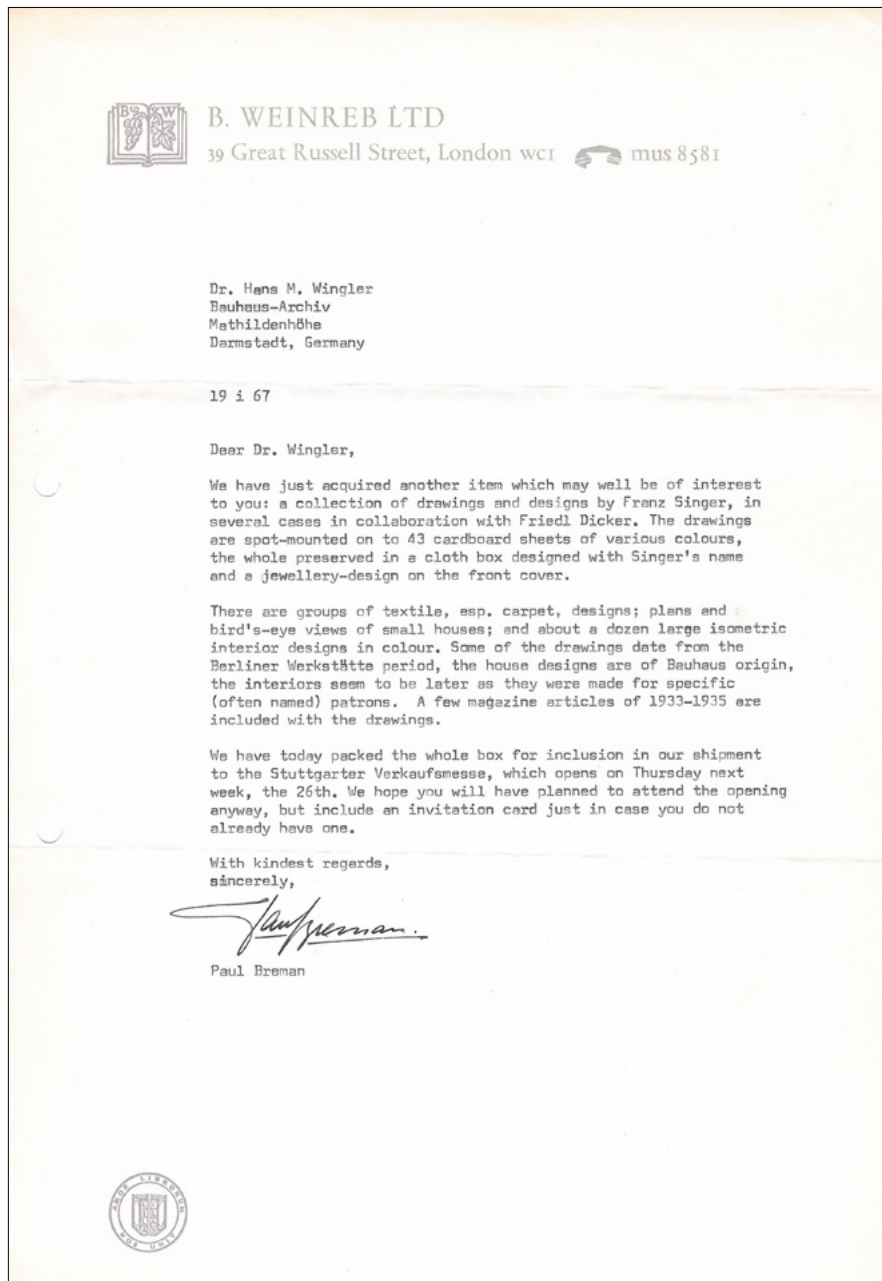 B W
B. WEINREB LTD
39 Great Russell Street, London WC1 mus 8581
Dr. Hans M. Wingler
Bauhaus-Archiv
Mathildenhöhe
Darmstadt, Germany
19 i 67
Dear Dr. Wingler,
We have just acquired another item which may well be of interest
to you: a collection of drawings and designs by Franz Singer, in
several cases in collaboration with Friedl Dicker. The drawings
are spot-mounted on to 43 cardboard sheets of various colours,
the whole preserved in a cloth box designed with Singer's name
and a jewellery-design on the front cover.
There are groups of textile, esp. carpet, designs; plans and
bird's-eye views of small houses; and about a dozen large isometric
interior designs in colour. Some of the drawings date from the
Berliner Werkstätte period, the house designs are of Bauhaus origin,
the interiors seem to be later as they were made for specific
(often named) patrons. A few magazine articles of 1933-1935 are
included with the drawings.
We have today packed the whole box for inclusion in our shipment
to the Stuttgarter Verkaufsmesse, which opens on Thursday next
week, the 26th. We hope you will have planned to attend the opening
anyway, but include an invitation card just in case you do not
already have one.
With kindest regards,
sincerely,
Paul Breman.
Paul Breman
AMOR LIBRORUM
NOS UNIT